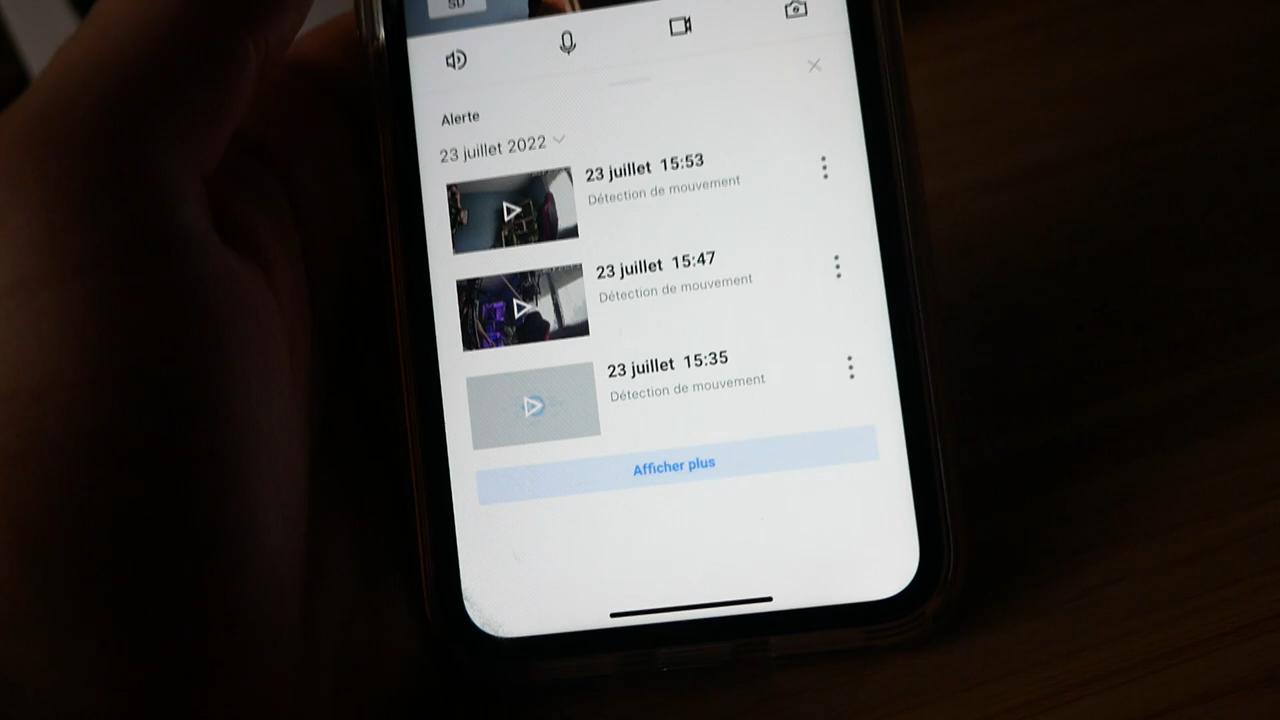 SD
Alerte
23 juillet 2022
23 juillet 15:53
Détection de mouvement
23 juillet 15:47
Détection de mouvement
23 juillet 15:35
Détection de mouvement
Afficher plus